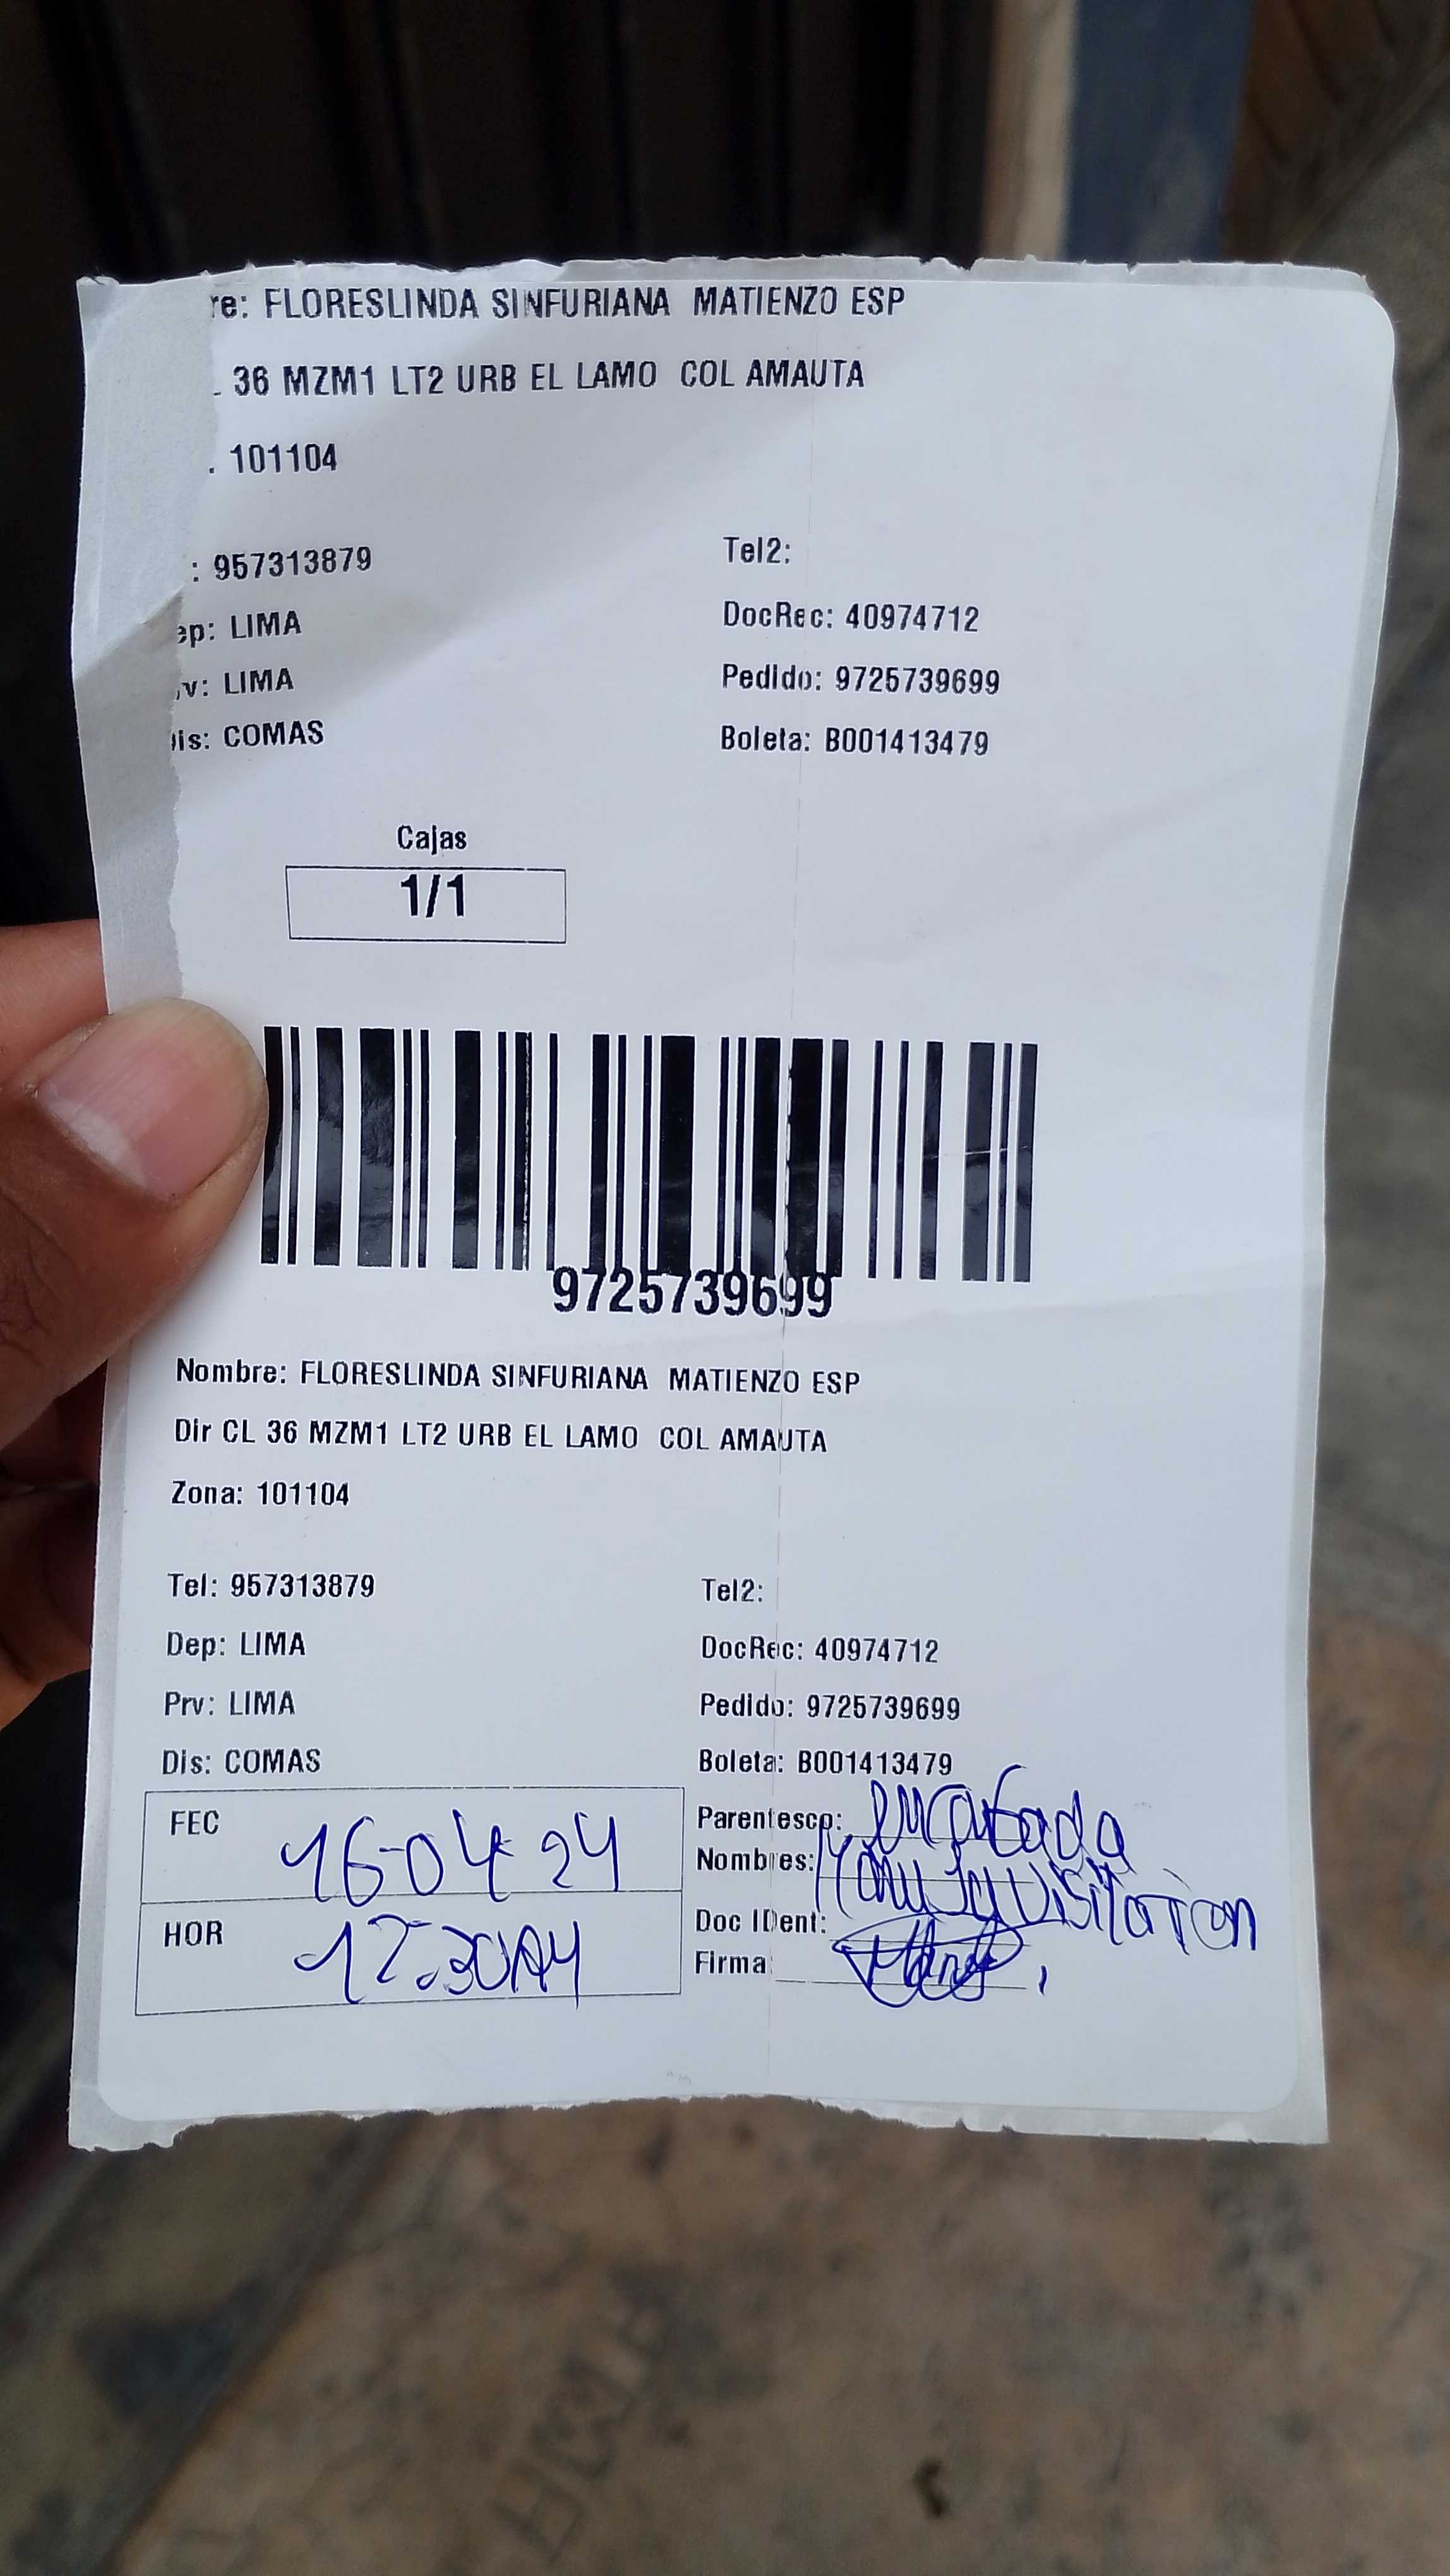 re: FLORESLINDA SINFURIANA MATIENZO ESP
36 MZM1 LT2 URB EL LAMO COL AMAUTA
. 101104
: 957313879 Tel2:
ep: LIMA DocRec: 40974712
v: LIMA Pedido: 9725739699
is: COMAS Boleta: B001413479
Cajas
1/1
9725739699
Nombre: FLORESLINDA SINFURIANA MATIENZO ESP
Dir CL 36 MZM1 LT2 URB EL LAMO COL AMAUTA
Zona: 101104
Tel: 957313879 Tel2:
Dep: LIMA DocRec: 40974712
Prv: LIMA Pedido: 9725739699
Dis: COMAS Boleta: B001413479
FEC 16-04-24 Parentesco:
Nombres: Visitacion
HOR Doc IDent:
Firma: